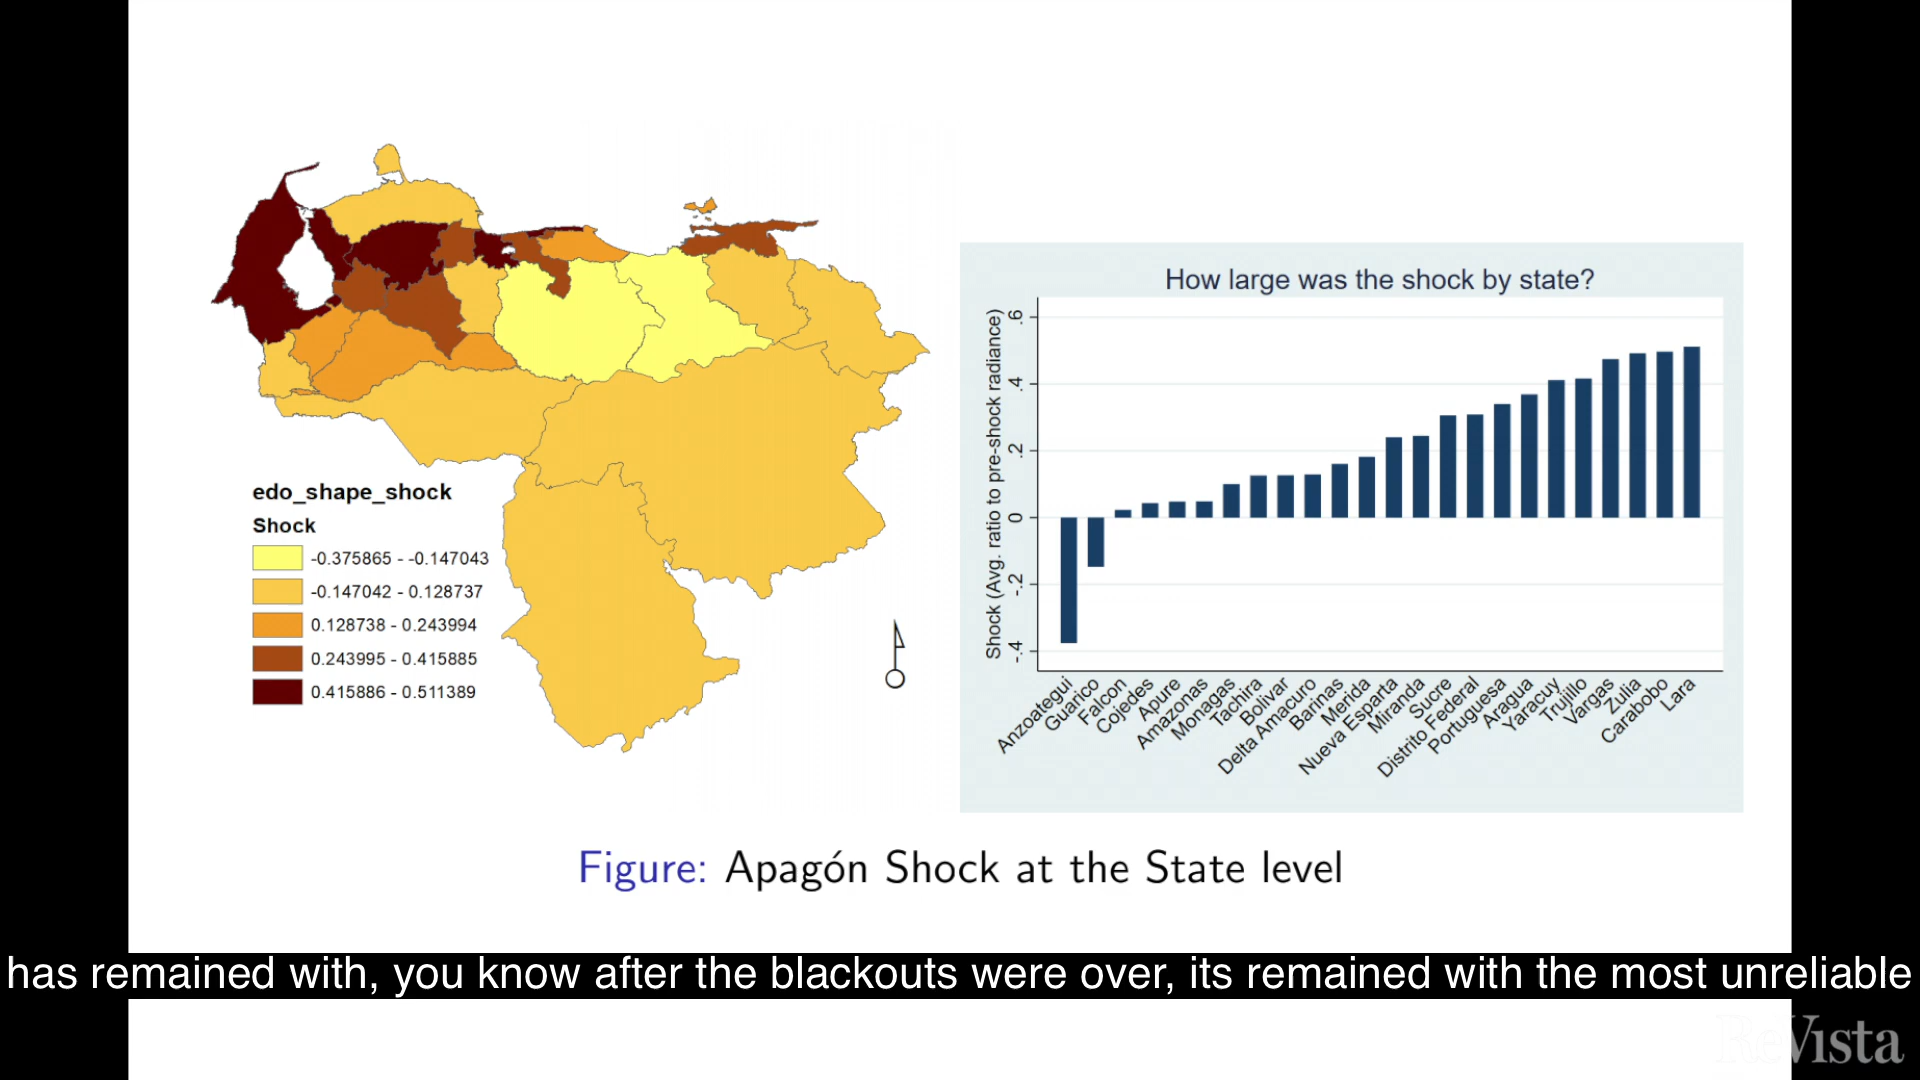 edo_shape_shock
Shock
-0.375865 - -0.147043
-0.147042 - 0.128737
0.128738 - 0.243994
0.243995 - 0.415885
0.415886 - 0.511389
How large was the shock by state?
Shock (Avg. ratio to pre-shock radiance)
.6
.4
.2
0
-.2
-.4
Anzoategui
Guarico
Falcon
Cojedes
Apure
Amazonas
Monagas
Tachira
Bolivar
Delta Amacuro
Barinas
Merida
Nueva Esparta
Miranda
Sucre
Distrito Federal
Portuguesa
Aragua
Yaracuy
Trujillo
Vargas
Zulia
Carabobo
Lara
Figure: Apagón Shock at the State level
has remained with, you know after the blackouts were over, its remained with the most unreliable
ReVista